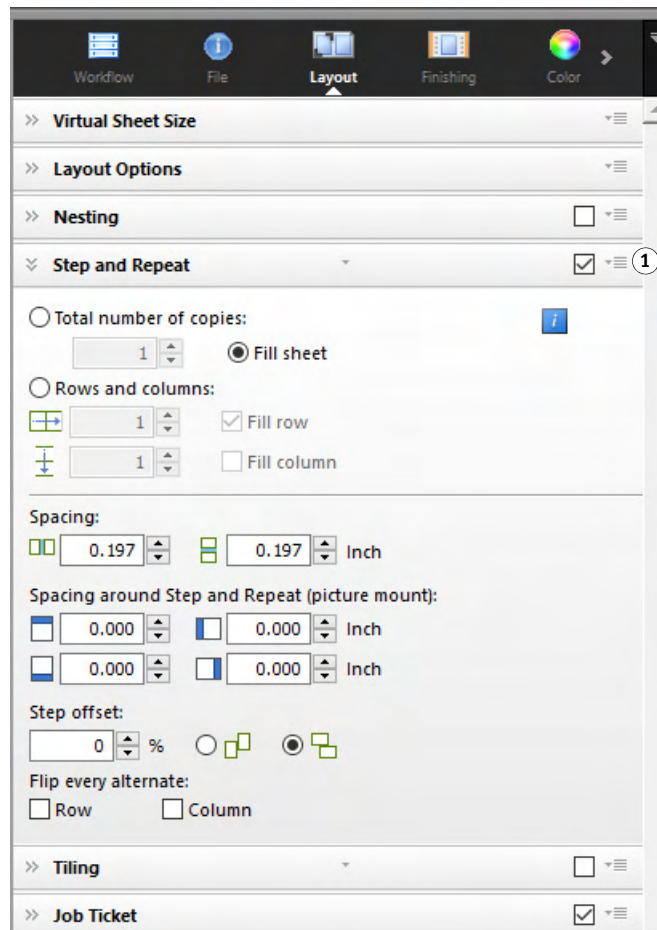 Workflow File Layout Finishing Color
Virtual Sheet Size
Layout Options
Nesting
Step and Repeat 1
Total number of copies: i
1 Fill sheet
Rows and columns:
1 Fill row
1 Fill column
Spacing:
0.197 0.197 Inch
Spacing around Step and Repeat (picture mount):
0.000 0.000 Inch
0.000 0.000 Inch
Step offset:
0 %
Flip every alternate:
Row Column
Tiling
Job Ticket